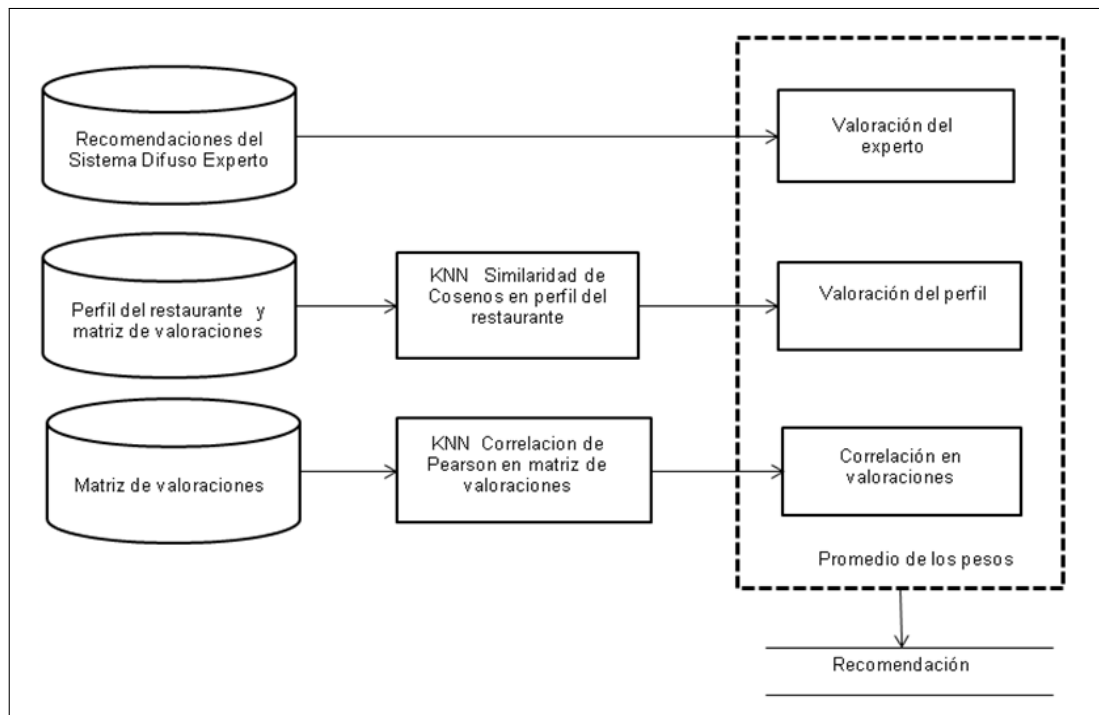 Recomendaciones del
Sistema Difuso Experto
Valoración del
experto
Perfil del restaurante y
matriz de valoraciones
KNN Similaridad de
Cosenos en perfil del
restaurante
Valoración del perfil
Matriz de valoraciones
KNN Correlacion de
Pearson en matriz de
valoraciones
Correlación en
valoraciones
Promedio de los pesos
Recomendación